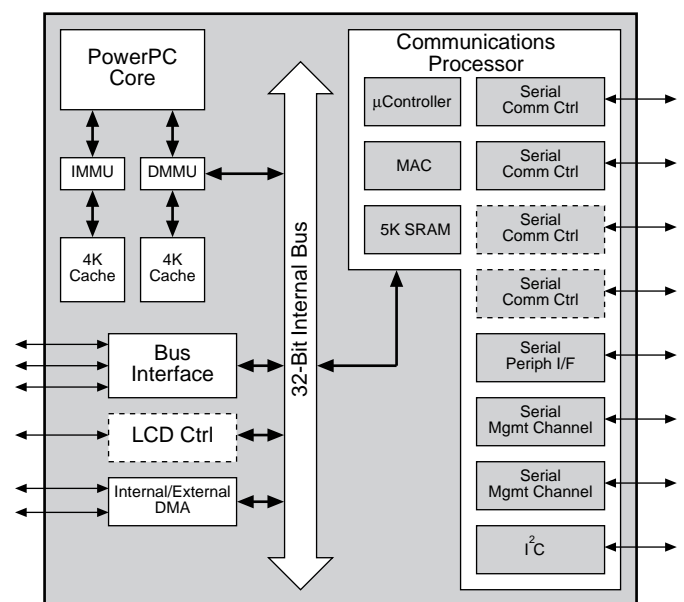 PowerPC
Core
IMMU
DMMU
4K
Cache
4K
Cache
Bus
Interface
LCD Ctrl
Internal/External
DMA
32-Bit Internal Bus
Communications
Processor
µController
MAC
5K SRAM
Serial
Comm Ctrl
Serial
Comm Ctrl
Serial
Comm Ctrl
Serial
Comm Ctrl
Serial
Periph I/F
Serial
Mgmt Channel
Serial
Mgmt Channel
I²C